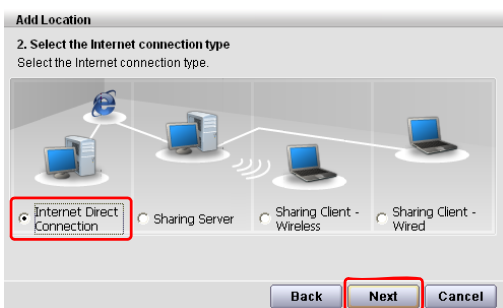 Add Location
2. Select the Internet connection type
Select the Internet connection type.
Internet Direct
Connection
Sharing Server
Sharing Client -
Wireless
Sharing Client -
Wired
Back
Next
Cancel